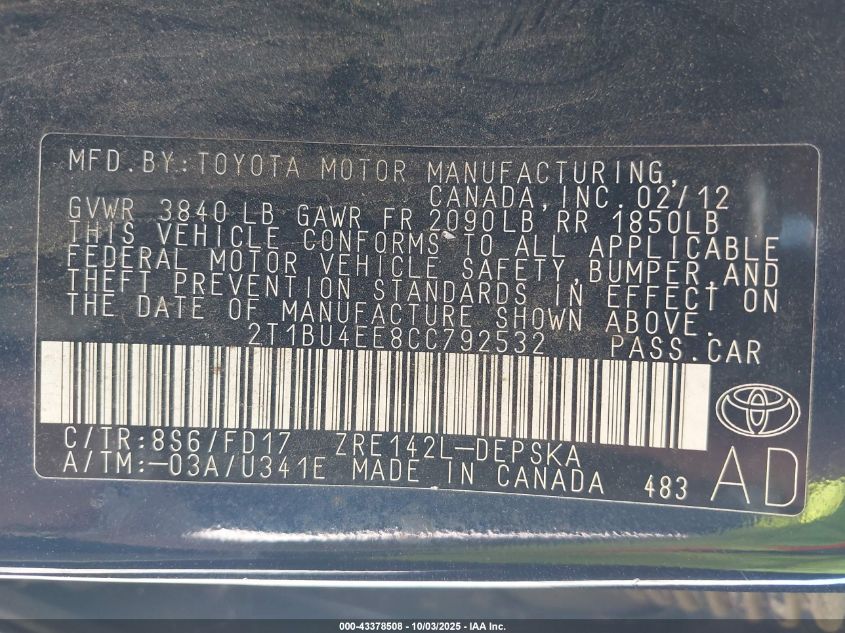 MFD.BY:TOYOTA MOTOR MANUFACTURING,
CANADA,INC.02/12
GVWR 3840 LB GAWR FR 2090LB RR 1850LB
THIS VEHICLE CONFORMS TO ALL APPLICABLE
FEDERAL MOTOR VEHICLE SAFETY,BUMPER,AND
THEFT PREVENTION STANDARDS IN EFFECT ON
THE DATE OF MANUFACTURE SHOWN ABOVE.
2T1BU4EE8CC792532 PASS.CAR
C/TR:8S6/FD17 ZRE142L-DEPSKA
A/TM:-03A/U341E MADE IN CANADA 483 AD
000-43378508 - 10/03/2025 - IAA Inc.